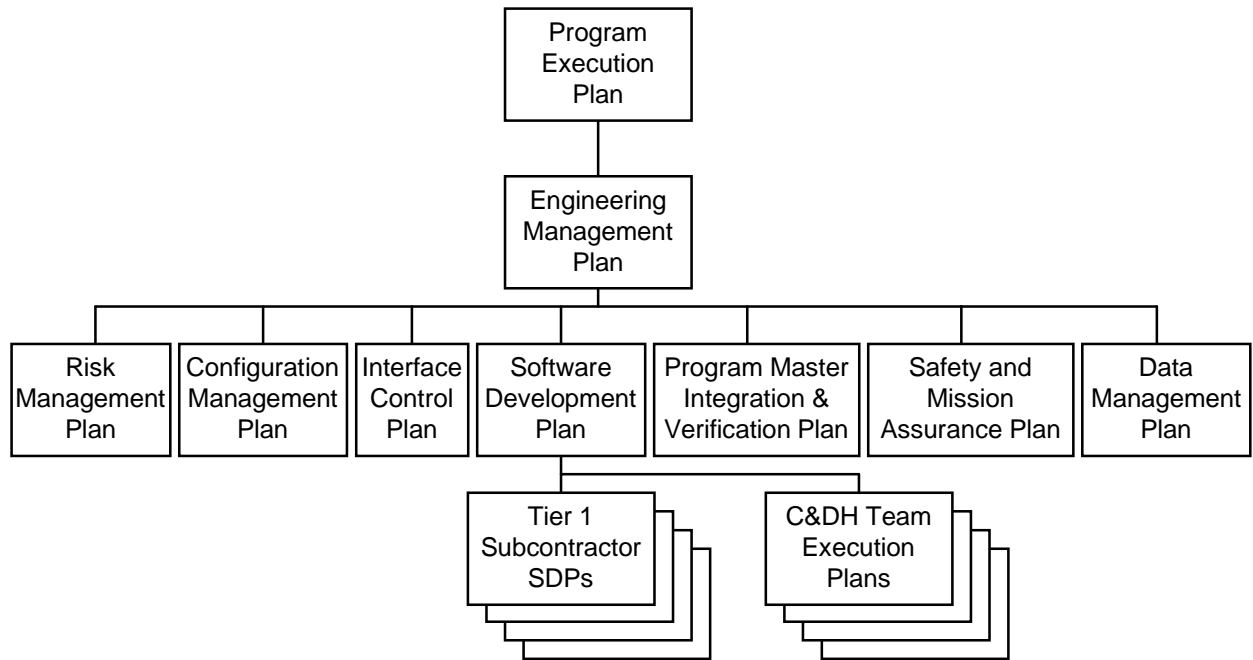 Program
Execution
Plan
Engineering
Management
Plan
Risk
Management
Plan
Configuration
Management
Plan
Interface
Control
Plan
Software
Development
Plan
Program Master
Integration &
Verification Plan
Safety and
Mission
Assurance Plan
Data
Management
Plan
Tier 1
Subcontractor
SDPs
C&DH Team
Execution
Plans